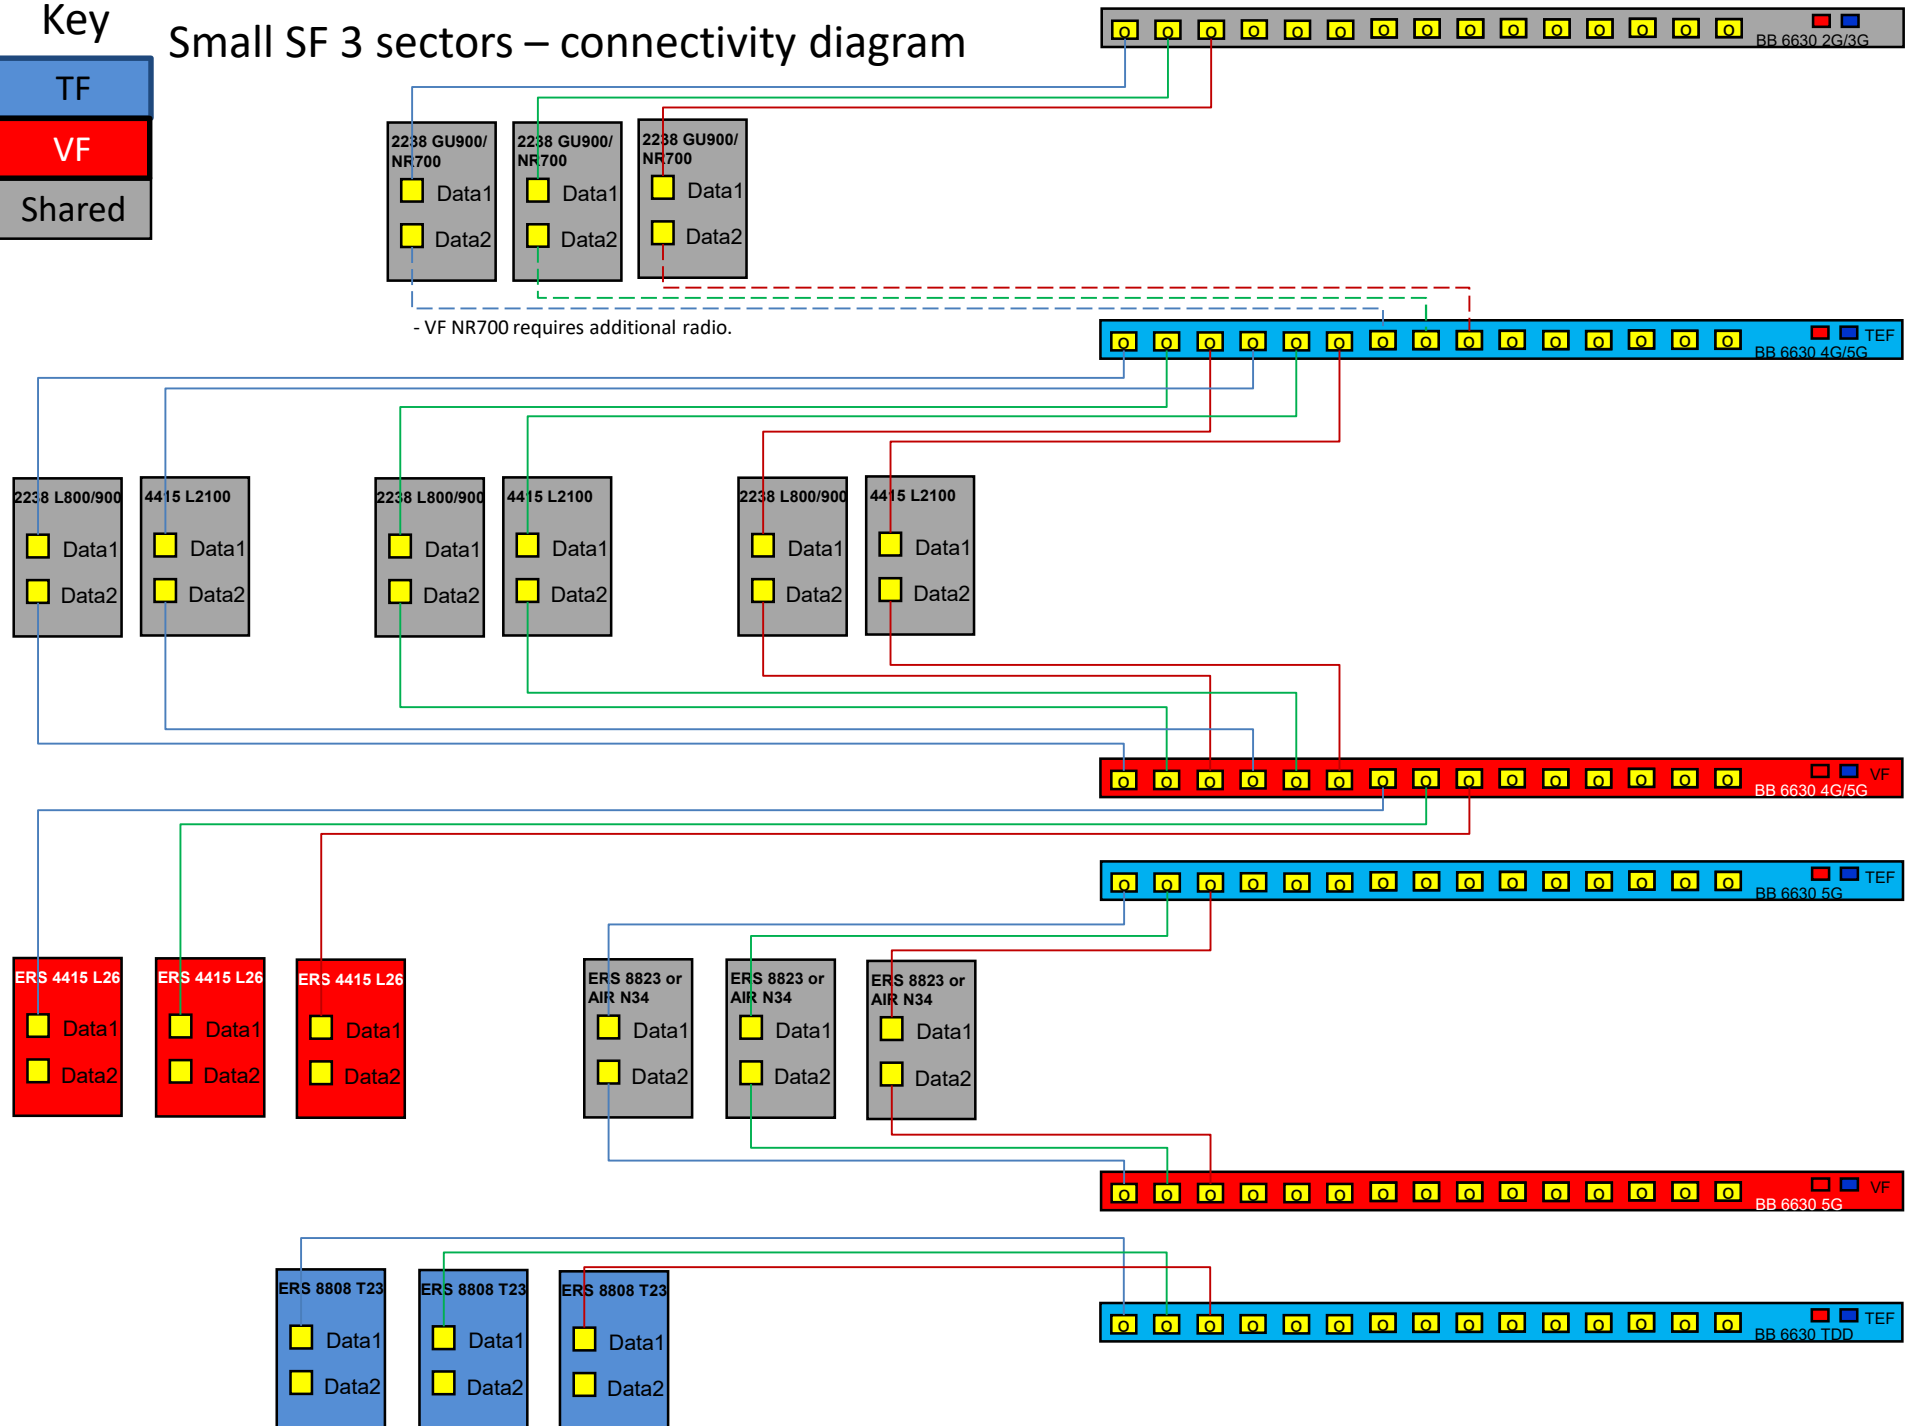 Key
TF
VF
Shared
Small SF 3 sectors – connectivity diagram
O O O O O O O O O O O O O O O
BB 6630 2G/3G
2238 GU900/
NR700
Data1
Data2
2238 GU900/
NR700
Data1
Data2
2238 GU900/
NR700
Data1
Data2
- VF NR700 requires additional radio.
O O O O O O O O O O O O O O O
TEF
BB 6630 4G/5G
2238 L800/900
Data1
Data2
4415 L2100
Data1
Data2
2238 L800/900
Data1
Data2
4415 L2100
Data1
Data2
2238 L800/900
Data1
Data2
4415 L2100
Data1
Data2
O O O O O O O O O O O O O O O
VF
BB 6630 4G/5G
O O O O O O O O O O O O O O O
TEF
BB 6630 5G
ERS 4415 L26
Data1
Data2
ERS 4415 L26
Data1
Data2
ERS 4415 L26
Data1
Data2
ERS 8823 or
AIR N34
Data1
Data2
ERS 8823 or
AIR N34
Data1
Data2
ERS 8823 or
AIR N34
Data1
Data2
O O O O O O O O O O O O O O O
VF
BB 6630 5G
ERS 8808 T23
Data1
Data2
ERS 8808 T23
Data1
Data2
ERS 8808 T23
Data1
Data2
O O O O O O O O O O O O O O O
TEF
BB 6630 TDD